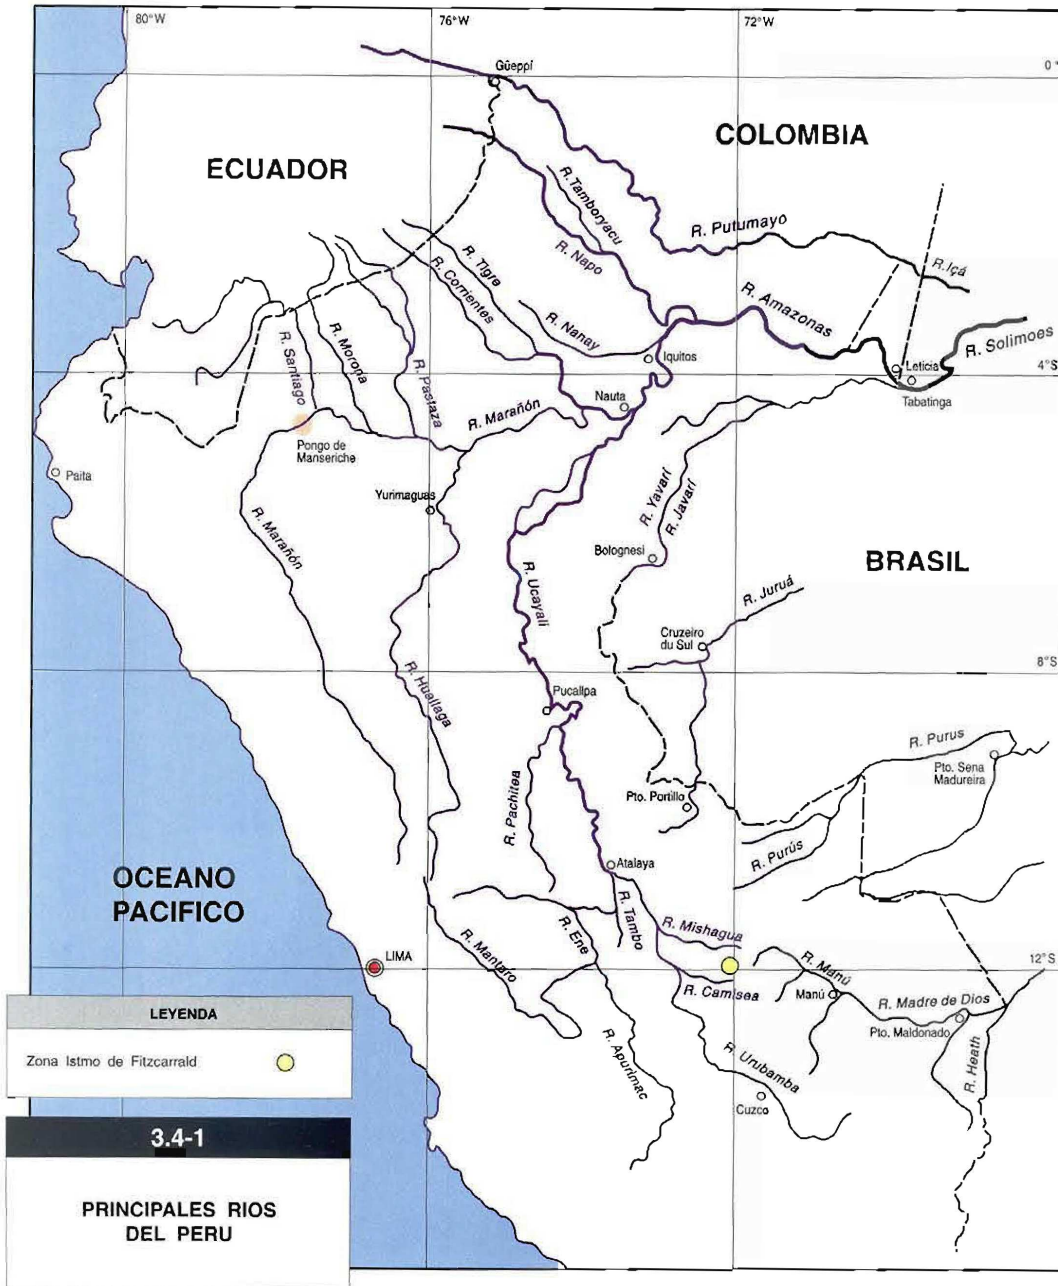 80°W
76°W
72°W
Güeppí
0°
COLOMBIA
ECUADOR
R. Tamboryacu
R. Putumayo
R. Napo
R. Tigre
R. Corrientes
R. Içá
R. Amazonas
R. Nanay
R. Solimoes
R. Santiago
R. Morona
R. Pastaza
Iquitos
Leticia
4°S
Nauta
Tabatinga
R. Marañón
Pongo de
Manseriche
Paita
Yurimaguas
R. Yavarí
R. Javarí
R. Marañón
Bolognesi
BRASIL
R. Ucayali
R. Juruá
Cruzeiro
do Sul
8°S
R. Huallaga
Pucallpa
R. Purus
Pto. Sena
Madureira
R. Pachitea
Pto. Portillo
R. Purús
Atalaya
OCEANO
PACIFICO
R. Tambo
R. Mishagua
R. Ene
R. Mantaro
LIMA
R. Manú
12°S
R. Camisea
Manú
R. Madre de Dios
Pto. Maldonado
R. Heath
R. Apurimac
R. Urubamba
Cuzco
LEYENDA
Zona Istmo de Fitzcarrald
3.4-1
PRINCIPALES RIOS
DEL PERU